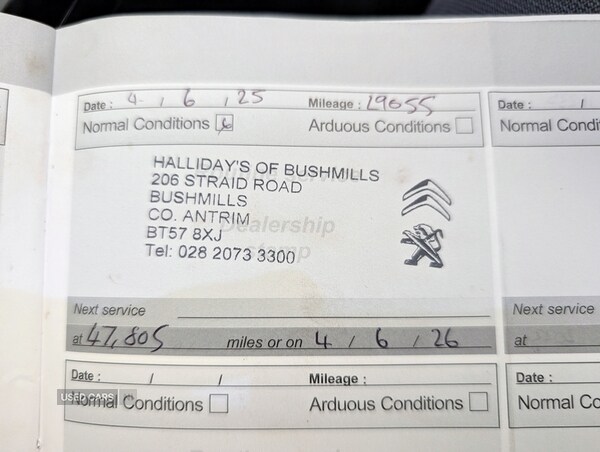 Date : 4 / 6 / 25 Mileage : 29655
Normal Conditions Arduous Conditions
HALLIDAY'S OF BUSHMILLS
206 STRAID ROAD
BUSHMILLS
CO. ANTRIM
BT57 8XJ
Tel: 028 2073 3300
Dealership
stamp
Next service
at 47,805 miles or on 4 / 6 / 26
Date : / / Mileage :
Normal Conditions Arduous Conditions
USED CARS
Date : /
Normal Condi
Next service
at
Date :
Normal Co